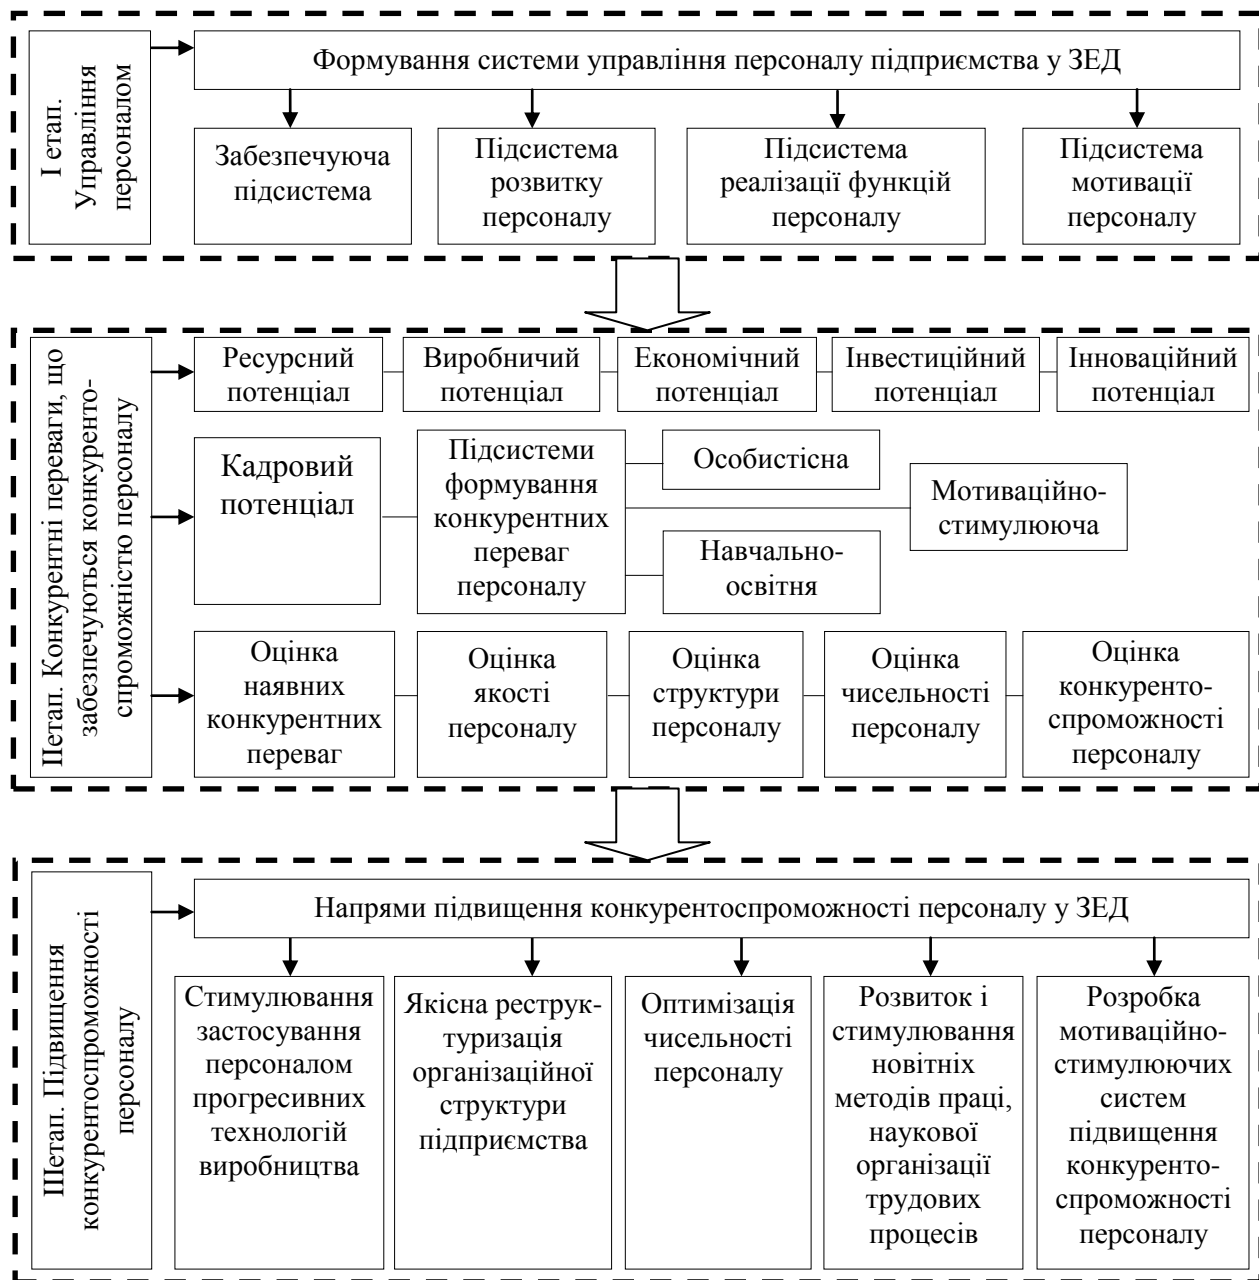 І етап.
Управління
персоналом
Формування системи управління персоналу підприємства у ЗЕД
Забезпечуюча
підсистема
Підсистема
розвитку
персоналу
Підсистема
реалізації функцій
персоналу
Підсистема
мотивації
персоналу
ІІетап. Конкурентні переваги, що
забезпечуються конкуренто-
спроможністю персоналу
Ресурсний
потенціал
Виробничий
потенціал
Економічний
потенціал
Інвестиційний
потенціал
Інноваційний
потенціал
Кадровий
потенціал
Підсистеми
формування
конкурентних
переваг
персоналу
Особистісна
Мотиваційно-
стимулююча
Навчально-
освітня
Оцінка
наявних
конкурентних
переваг
Оцінка
якості
персоналу
Оцінка
структури
персоналу
Оцінка
чисельності
персоналу
Оцінка
конкуренто-
спроможності
персоналу
ІІІетап. Підвищення
конкурентоспроможності
персоналу
Напрями підвищення конкурентоспроможності персоналу у ЗЕД
Стимулювання
застосування
персоналом
прогресивних
технологій
виробництва
Якісна реструк-
туризація
організаційної
структури
підприємства
Оптимізація
чисельності
персоналу
Розвиток і
стимулювання
новітніх
методів праці,
наукової
організації
трудових
процесів
Розробка
мотиваційно-
стимулюючих
систем
підвищення
конкуренто-
спроможності
персоналу